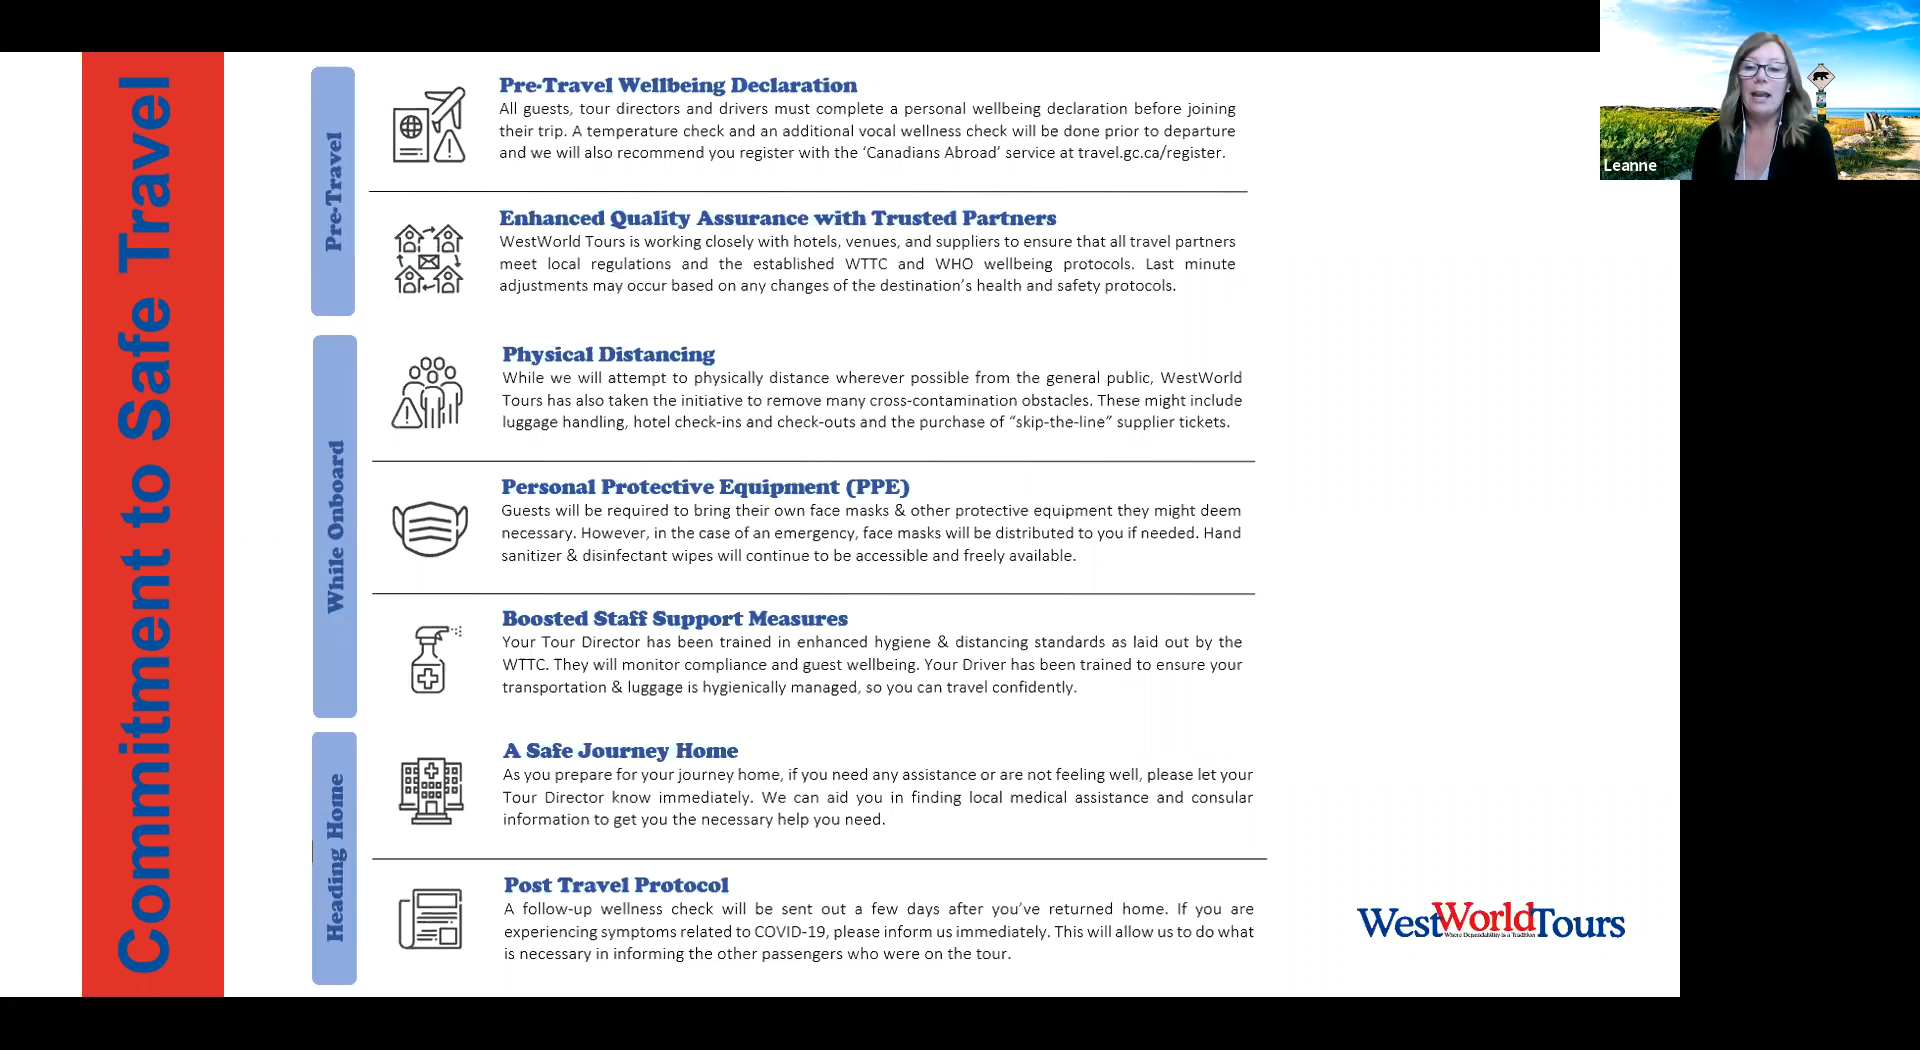 Commitment to Safe Travel
Pre-Travel
Pre-Travel Wellbeing Declaration
All guests, tour directors and drivers must complete a personal wellbeing declaration before joining
their trip. A temperature check and an additional vocal wellness check will be done prior to departure
and we will also recommend you register with the ‘Canadians Abroad’ service at travel.gc.ca/register.
Enhanced Quality Assurance with Trusted Partners
WestWorld Tours is working closely with hotels, venues, and suppliers to ensure that all travel partners
meet local regulations and the established WTTC and WHO wellbeing protocols. Last minute
adjustments may occur based on any changes of the destination’s health and safety protocols.
While Onboard
Physical Distancing
While we will attempt to physically distance wherever possible from the general public, WestWorld
Tours has also taken the initiative to remove many cross-contamination obstacles. These might include
luggage handling, hotel check-ins and check-outs and the purchase of “skip-the-line” supplier tickets.
Personal Protective Equipment (PPE)
Guests will be required to bring their own face masks & other protective equipment they might deem
necessary. However, in the case of an emergency, face masks will be distributed to you if needed. Hand
sanitizer & disinfectant wipes will continue to be accessible and freely available.
Boosted Staff Support Measures
Your Tour Director has been trained in enhanced hygiene & distancing standards as laid out by the
WTTC. They will monitor compliance and guest wellbeing. Your Driver has been trained to ensure your
transportation & luggage is hygienically managed, so you can travel confidently.
Heading Home
A Safe Journey Home
As you prepare for your journey home, if you need any assistance or are not feeling well, please let your
Tour Director know immediately. We can aid you in finding local medical assistance and consular
information to get you the necessary help you need.
Post Travel Protocol
A follow-up wellness check will be sent out a few days after you’ve returned home. If you are
experiencing symptoms related to COVID-19, please inform us immediately. This will allow us to do what
is necessary in informing the other passengers who were on the tour.
WestWorldTours
Where Dependability is a Tradition
Leanne